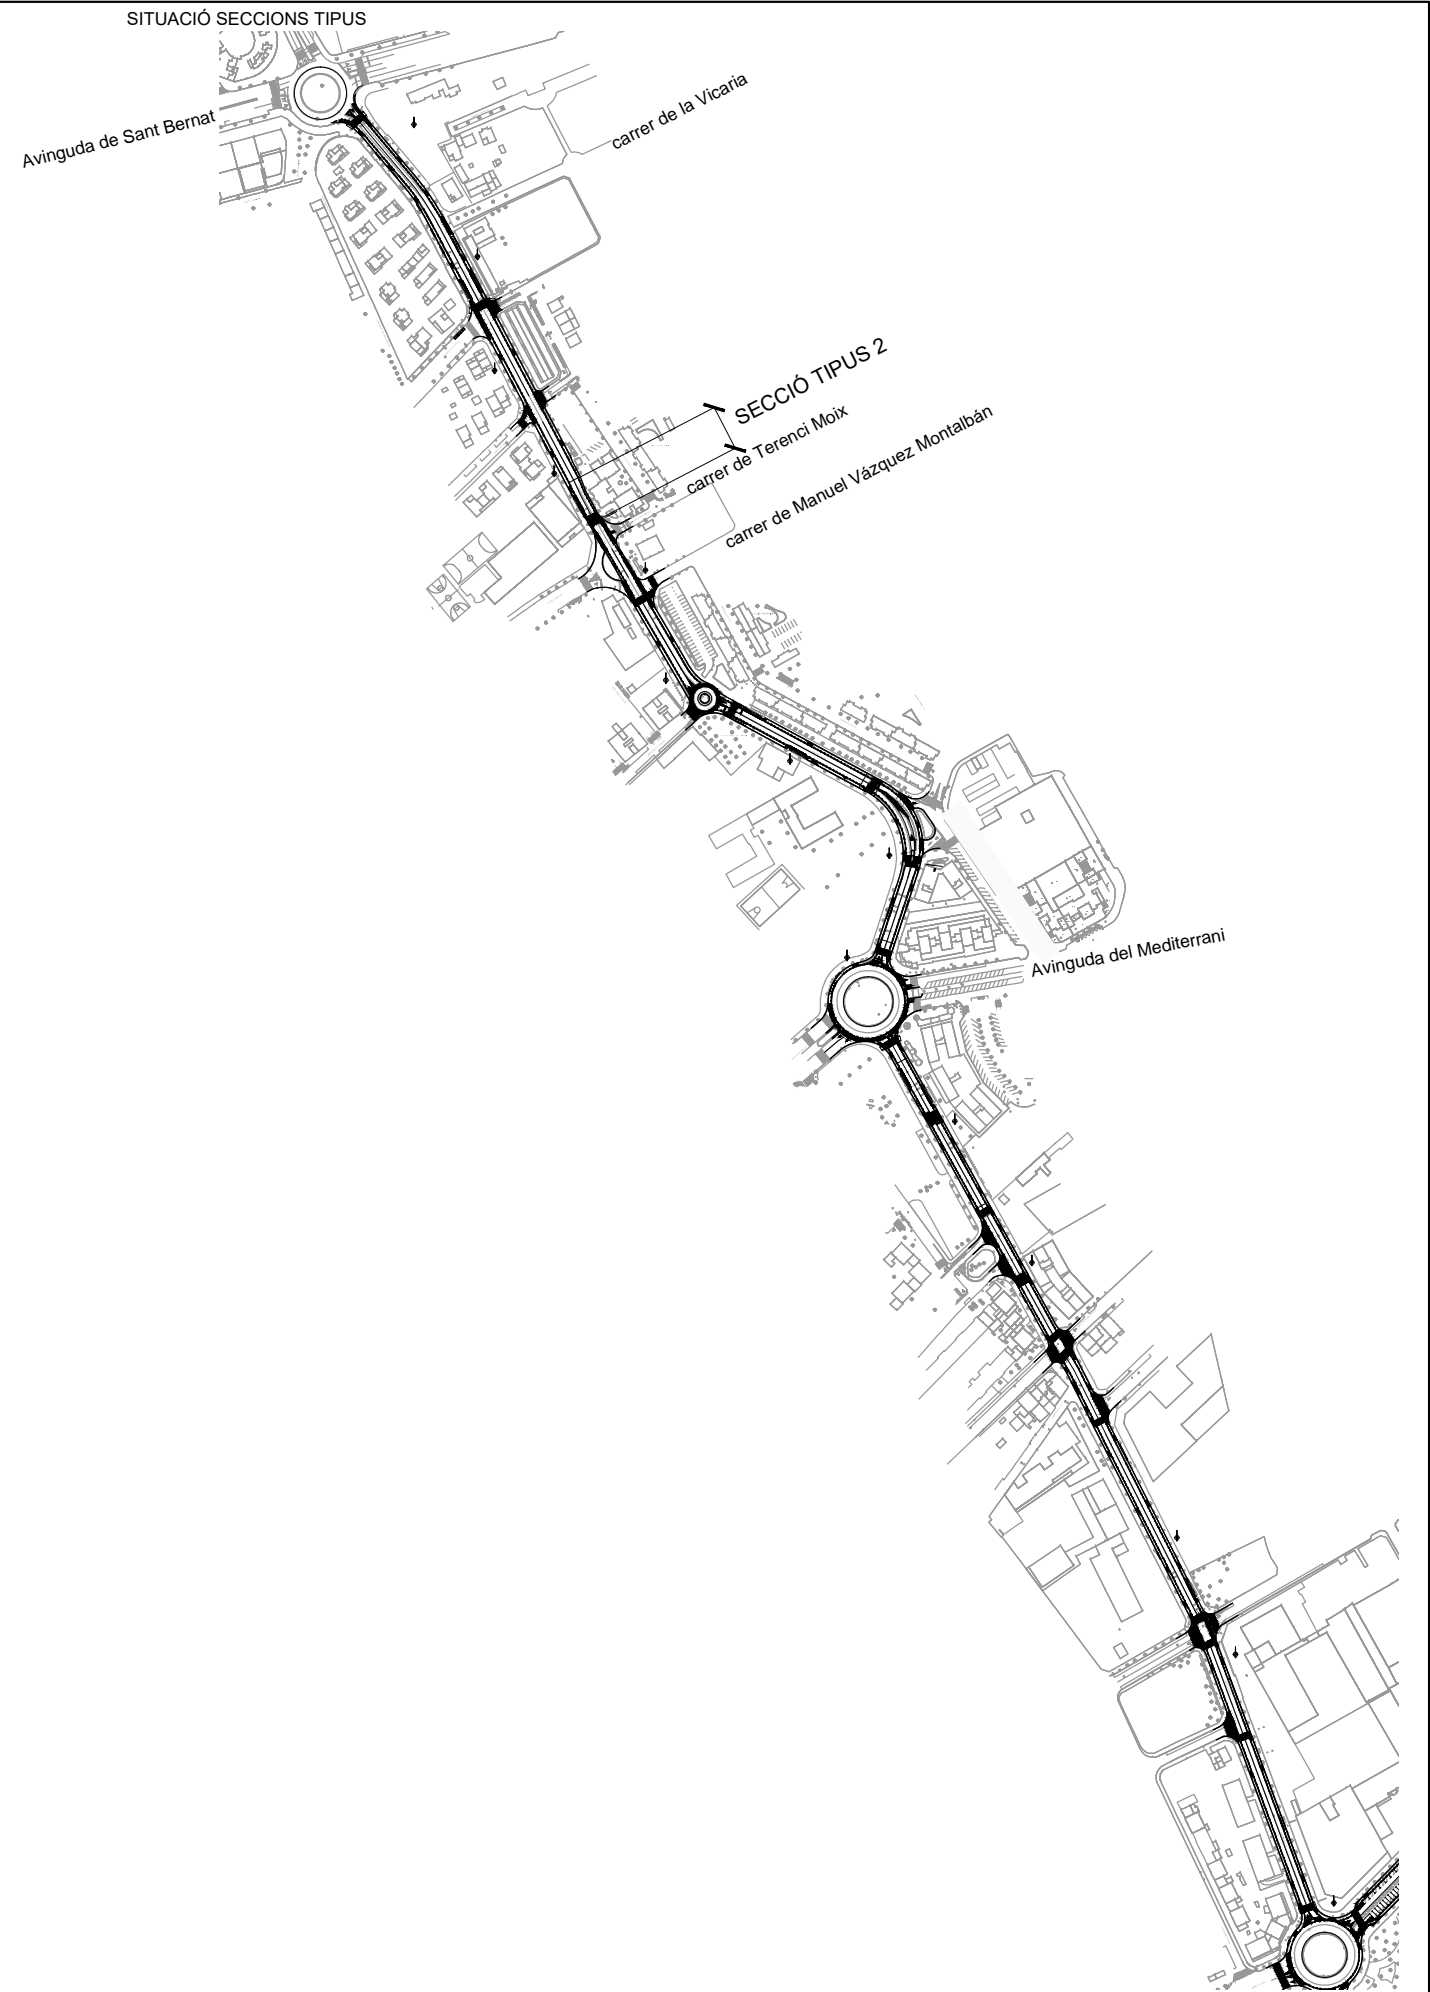 SITUACIÓ SECCIONS TIPUS
Avinguda de Sant Bernat
carrer de la Vicaria
SECCIÓ TIPUS 2
carrer de Terenci Moix
carrer de Manuel Vázquez Montalbán
Avinguda del Mediterrani